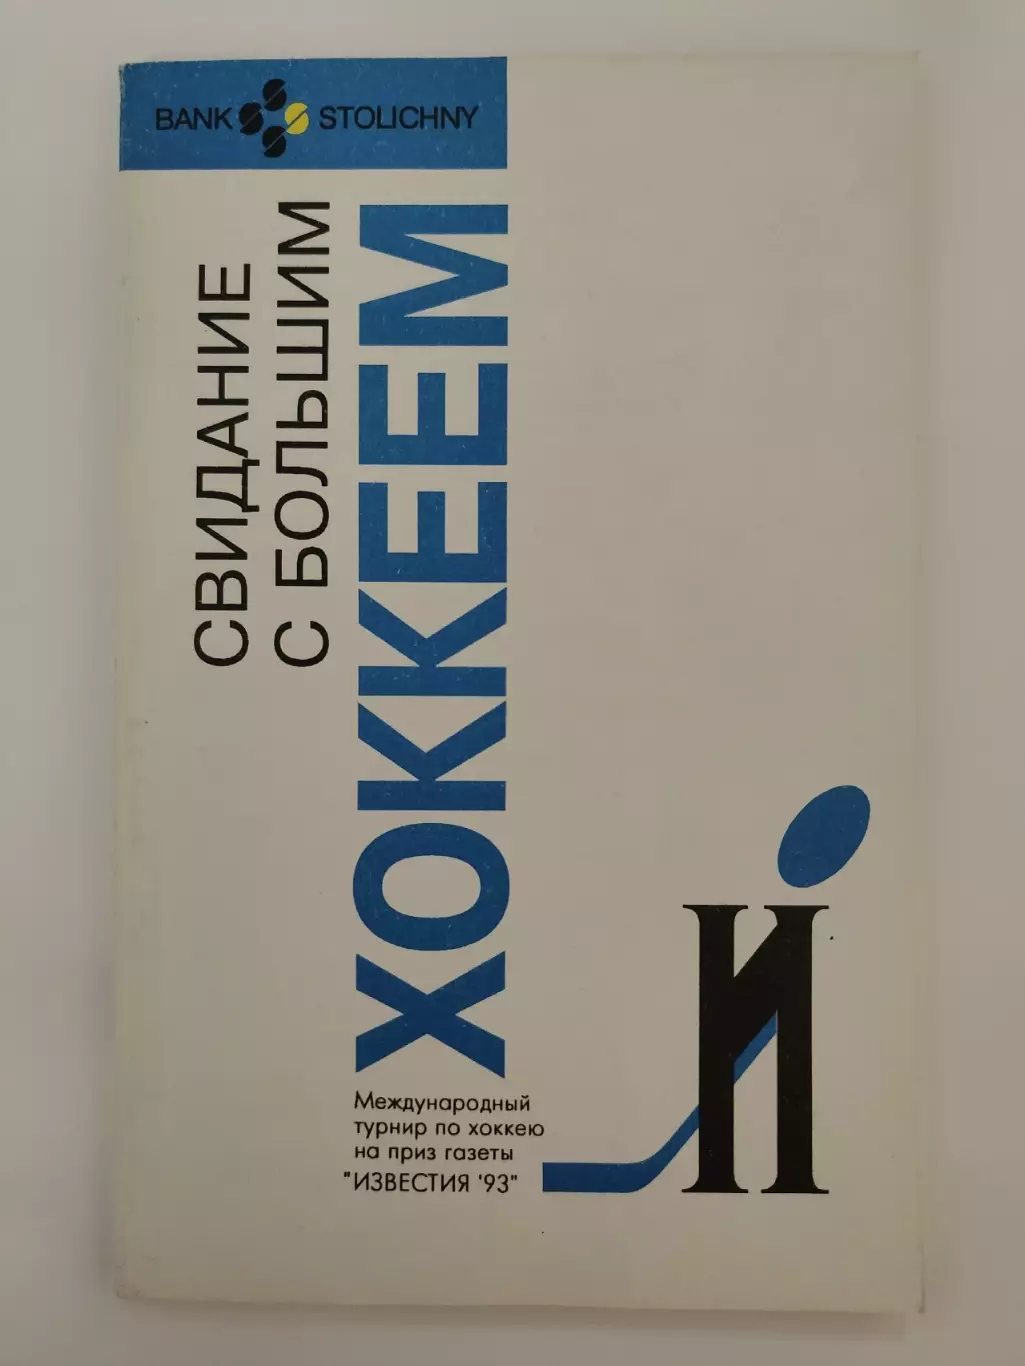 BANK STOLICHNY
СВИДАНИЕ
С БОЛЬШИМ
ХОККЕЕМ
Международный
турнир по хоккею
на приз газеты
"ИЗВЕСТИЯ '93"
И